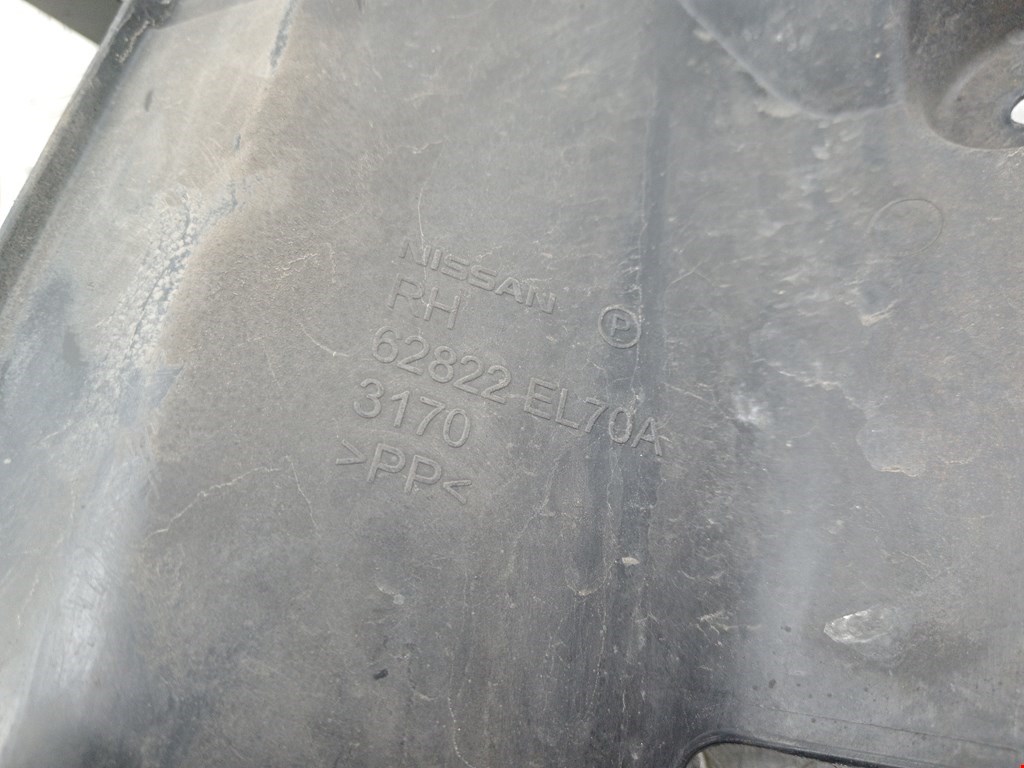 NISSAN
RH Ⓟ
62822 EL70A
3170
>PP<